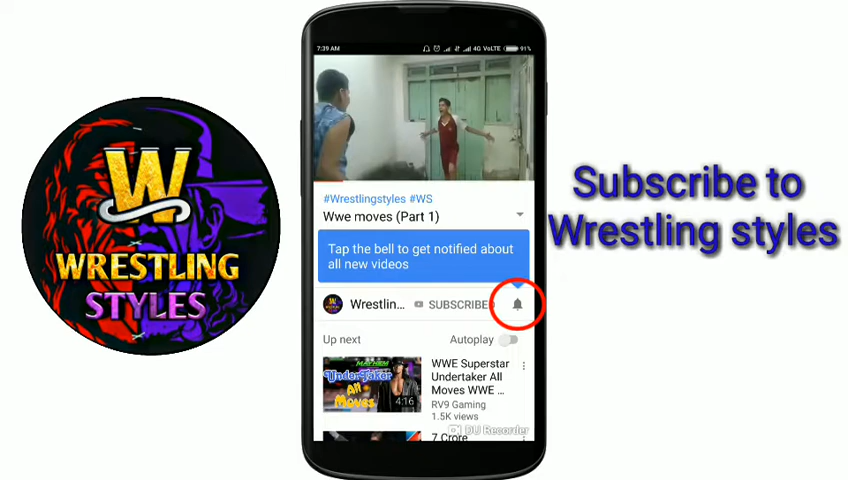 W
WRESTLING
STYLES
7:39 AM
4G VoLTE 91%
#Wrestlingstyles #WS
Wwe moves (Part 1)
Tap the bell to get notified about
all new videos
Wrestlin...
SUBSCRIBED
Up next
Autoplay
MAYHEM
UnderTaker
All
Moves
4:16
WWE Superstar
Undertaker All
Moves WWE ...
RV9 Gaming
1.5K views
7 Crore
DU Recorder
Subscribe to
Wrestling styles